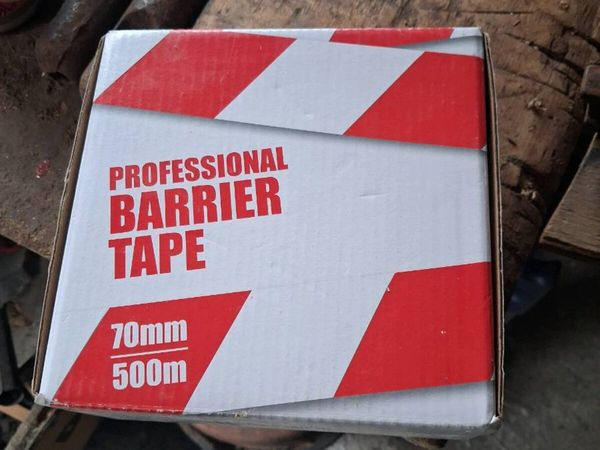 PROFESSIONAL
BARRIER
TAPE
70mm
500m